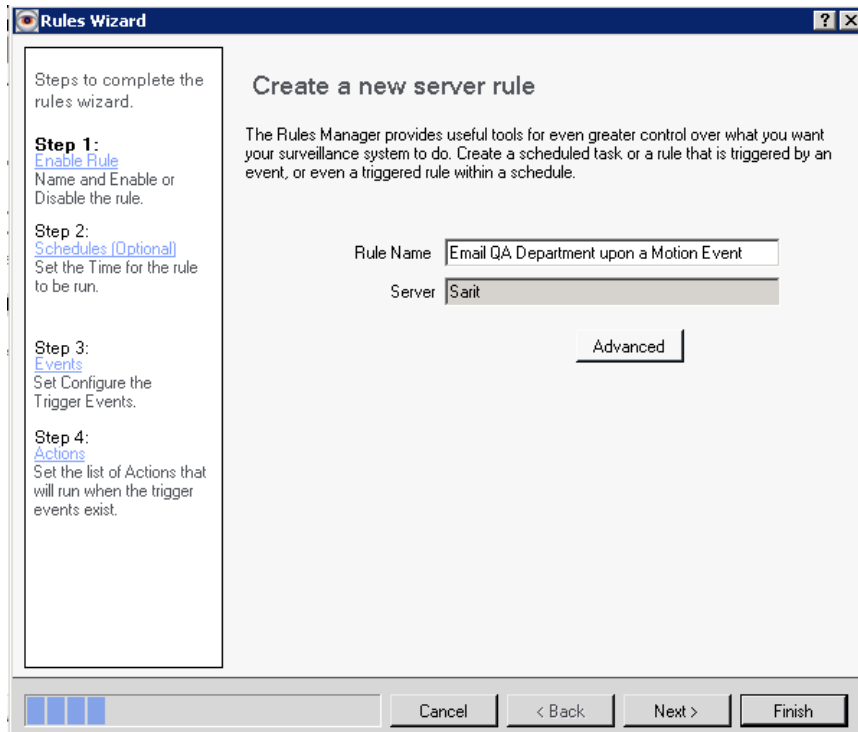 Rules Wizard
Steps to complete the
rules wizard.
Step 1:
Enable Rule
Name and Enable or
Disable the rule.
Step 2:
Schedules (Optional)
Set the Time for the rule
to be run.
Step 3:
Events
Set Configure the
Trigger Events.
Step 4:
Actions
Set the list of Actions that
will run when the trigger
events exist.
Create a new server rule
The Rules Manager provides useful tools for even greater control over what you want
your surveillance system to do. Create a scheduled task or a rule that is triggered by an
event, or even a triggered rule within a schedule.
Rule Name Email QA Department upon a Motion Event
Server Sarit
Advanced
Cancel < Back Next > Finish